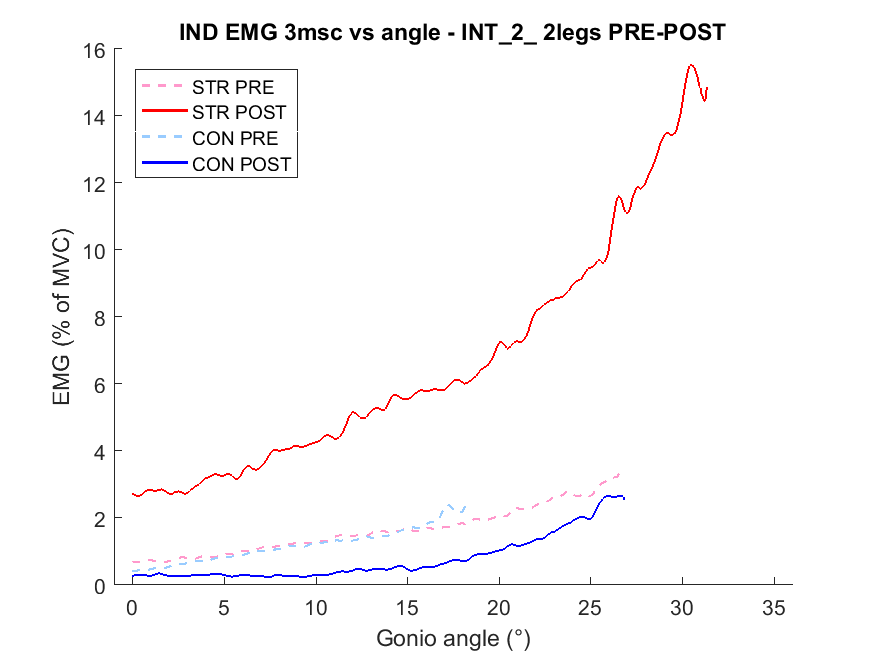 IND EMG 3msc vs angle - INT_2_ 2legs PRE-POST
16
14
12
10
8
6
4
2
0
EMG (% of MVC)
STR PRE
STR POST
CON PRE
CON POST
0 5 10 15 20 25 30 35
Gonio angle (°)